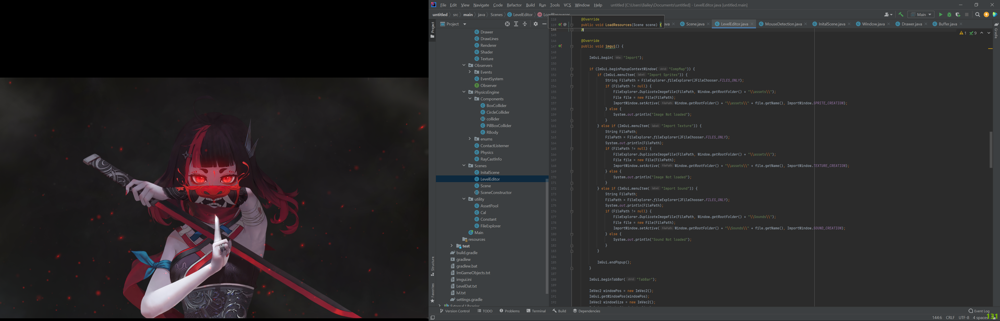 File Edit View Navigate Code Refactor Build Run Tools VCS Window Help untitled [C:\Users\Bailey\Documents\untitled] - LevelEditor.java [untitled.main]
untitled src main java Scenes LevelEditor LoadResources Main
Project
Scene.java LevelEditor.java MouseDetection.java InitalScene.java Window.java Drawer.java Buffer.java
Drawer
DrawLines
Renderer
Shader
Texture
Observers
Events
EventSystem
Observer
PhysicsEngine
Components
BoxCollider
CircleCollider
collider
PillBoxCollider
RBody
enums
ContactListerner
Physics
RayCastInfo
Scenes
InitalScene
LevelEditor
Scene
SceneConstructor
utility
AssetPool
Cal
Constant
FileExplorer
Main
resources
test
build.gradle
gradlew
gradlew.bat
ImGameObjects.txt
imgui.ini
LevelDat.txt
lvl.txt
settings.gradle
External Libraries
Project
Structure
Favorites
Gradle
1 9
118 @Override
119 @ public void LoadResources(Scene scene) {
144 }
145
146 @Override
147 public void imgui() {
148
149 ImGui.begin( title: "Import");
150
151 if (ImGui.beginPopupContextWindow( strid: "CompMap")) {
152 if (ImGui.menuItem( label: "Import Sprites")) {
153 String FilePath = FileExplorer.fileExplorer(JFileChooser.FILES_ONLY);
154 if (FilePath != null) {
155 FileExplorer.DuplicateImageFile(FilePath, Window.getRootFolder() + "\\assets\\");
156 File file = new File(FilePath);
157 ImportWindow.setActive( FilePath: Window.getRootFolder() + "\\assets\\" + file.getName(), ImportWindow.SPRITE_CREATION);
158 } else {
159 System.out.println("Image Not loaded");
160 }
161 } else if (ImGui.menuItem( label: "Import Texture")) {
162 String FilePath;
163 FilePath = FileExplorer.fileExplorer(JFileChooser.FILES_ONLY);
164 System.out.println(FilePath);
165 if (FilePath != null) {
166 FileExplorer.DuplicateImageFile(FilePath, Window.getRootFolder() + "\\assets\\");
167 File file = new File(FilePath);
168 ImportWindow.setActive( FilePath: Window.getRootFolder() + "\\assets\\" + file.getName(), ImportWindow.TEXTURE_CREATION);
169 } else {
170 System.out.println("Image Not loaded");
171 }
172 } else if (ImGui.menuItem( label: "Import Sound")) {
173 String FilePath;
174 FilePath = FileExplorer.fileExplorer(JFileChooser.FILES_ONLY);
175 System.out.println(FilePath);
176 if (FilePath != null) {
177 FileExplorer.DuplicateImageFile(FilePath, Window.getRootFolder() + "\\Sounds\\");
178 File file = new File(FilePath);
179 ImportWindow.setActive( FilePath: Window.getRootFolder() + "\\Sounds\\" + file.getName(), ImportWindow.SOUND_CREATION);
180 } else {
181 System.out.println("Sound Not loaded");
182 }
183 }
184
185 ImGui.endPopup();
186 }
187
188 ImGui.beginTabBar( strid: "TabBar");
189
190 ImVec2 windowPos = new ImVec2();
191 ImGui.getWindowPos(windowPos);
192 ImVec2 windowSize = new ImVec2();
Version Control TODO Problems Terminal Build Dependencies Event Log
144:6 CRLF UTF-8 4 spaces 131